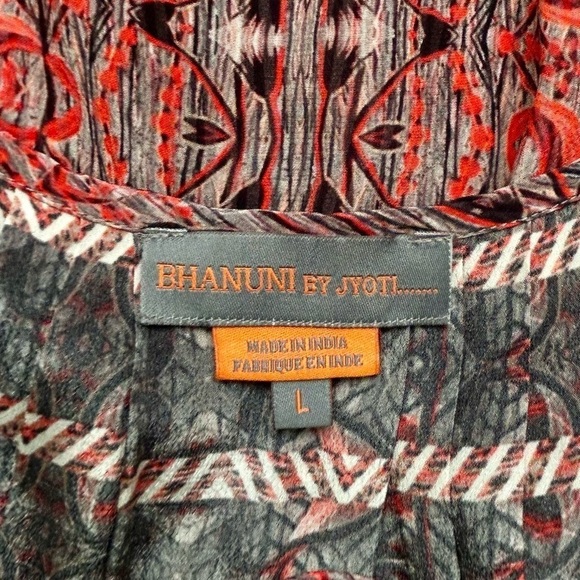 BHANUNI BY JYOTI.......
MADE IN INDIA
FABRIQUE EN INDE
L